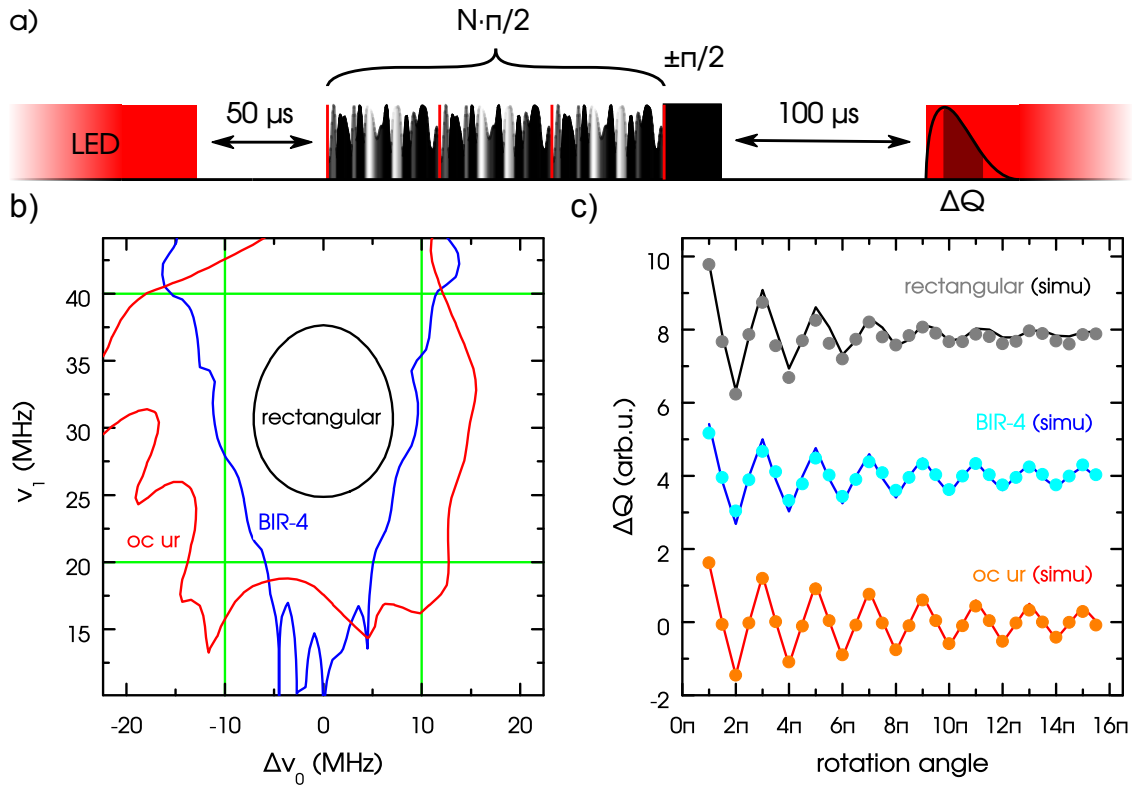 a)
N·π/2
±π/2
50 µs
100 µs
LED
ΔQ
b)
c)
40
35
30
25
20
15
ν₁ (MHz)
rectangular
BIR-4
oc ur
-20
-10
0
10
20
Δν₀ (MHz)
10
8
6
4
2
0
-2
ΔQ (arb.u.)
rectangular (simu)
BIR-4 (simu)
oc ur (simu)
0π
2π
4π
6π
8π
10π
12π
14π
16π
rotation angle